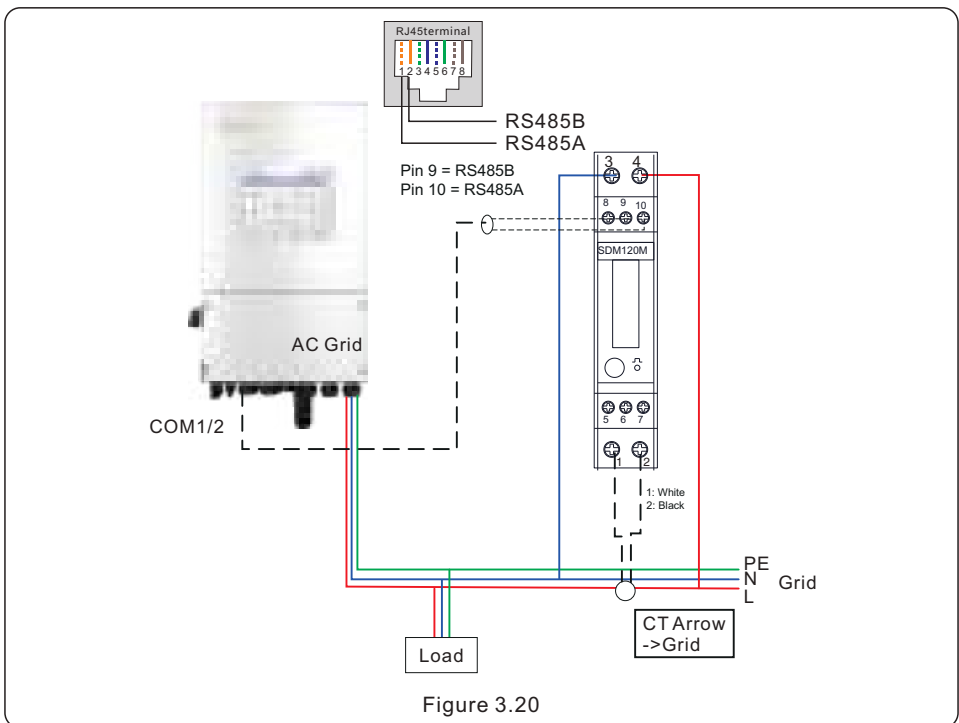 RJ45terminal
1 2 3 4 5 6 7 8
RS485B
RS485A
Pin 9 = RS485B
Pin 10 = RS485A
3 4
8 9 10
SDM120M
AC Grid
COM1/2
5 6 7
1 2
1: White
2: Black
PE
N
L
Grid
CT Arrow
->Grid
Load
Figure 3.20